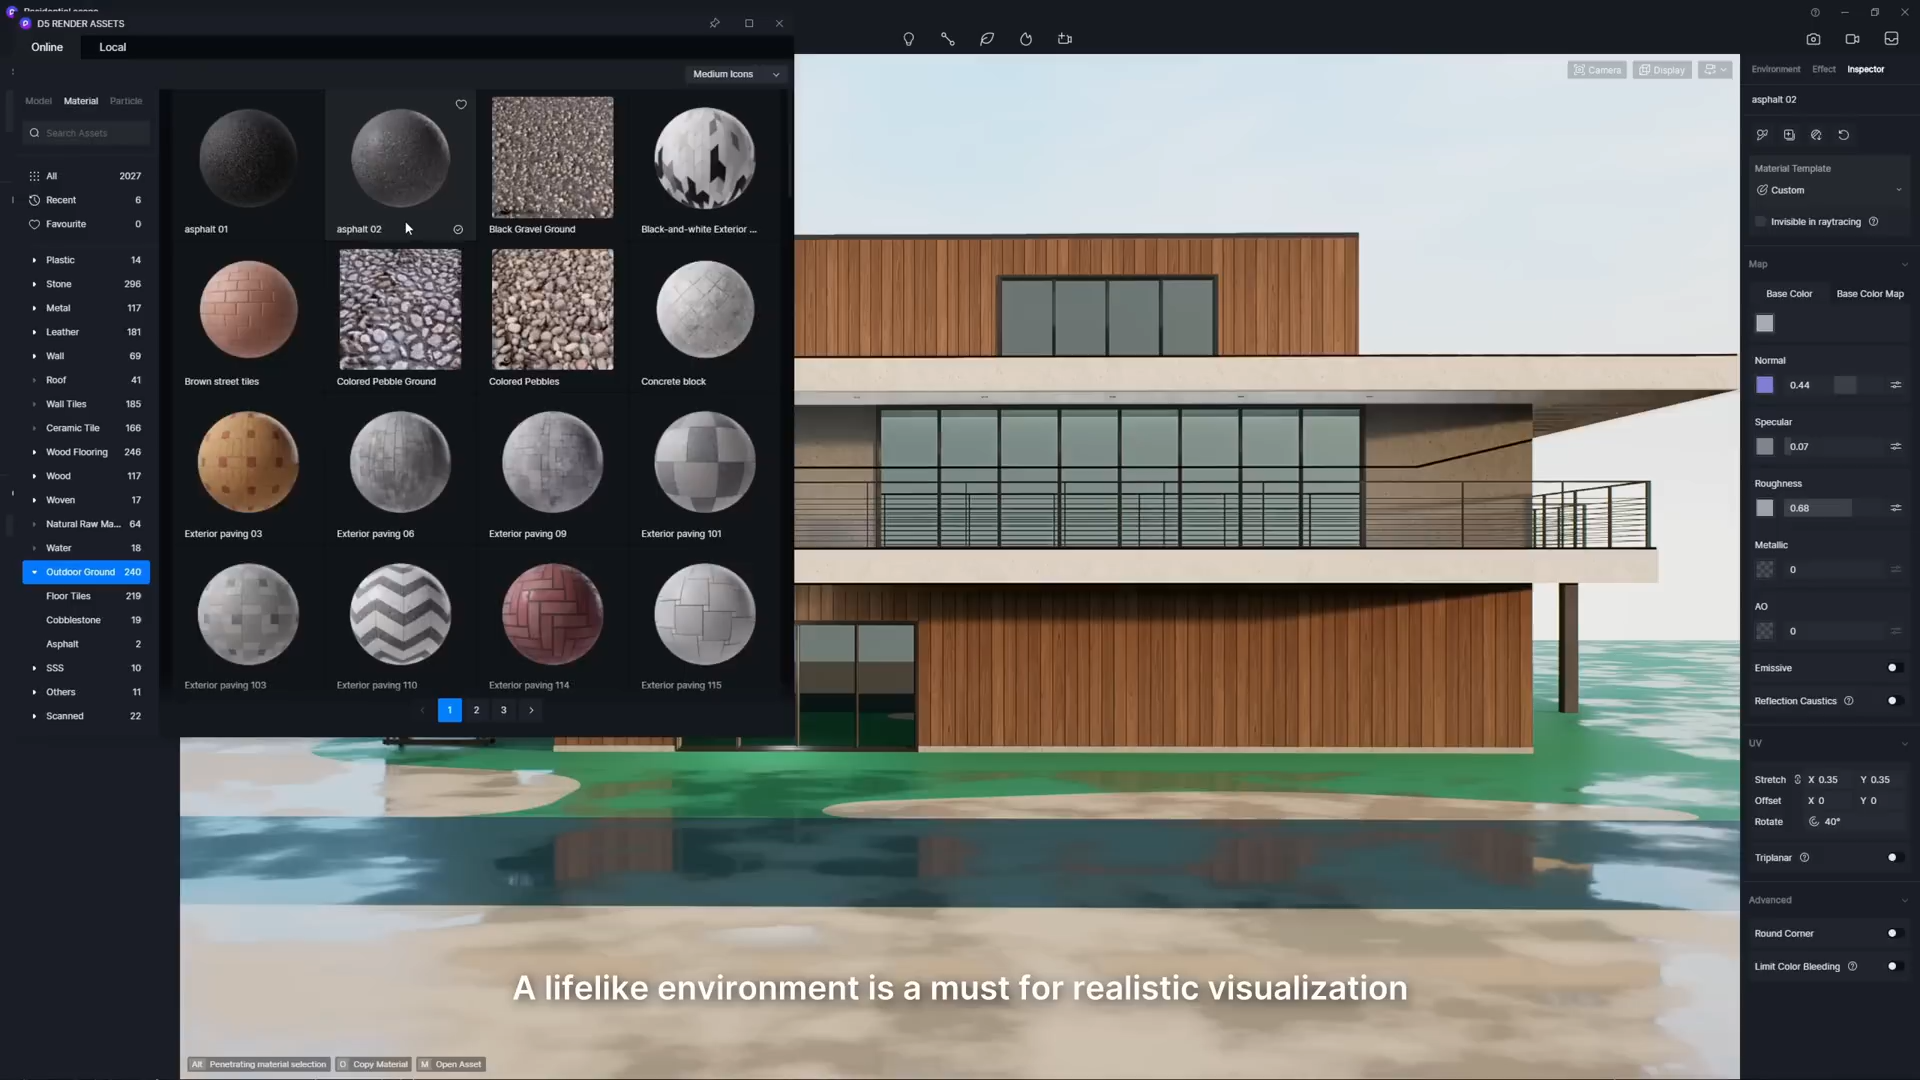 D5 RENDER ASSETS
Online
Local
Medium Icons
Model
Material
Particle
Search Assets
All 2027
Recent 6
Favourite 0
Plastic 14
Stone 296
Metal 117
Leather 181
Wall 69
Roof 41
Wall Tiles 185
Ceramic Tile 166
Wood Flooring 246
Wood 117
Woven 17
Natural Raw Ma... 64
Water 18
Outdoor Ground 240
Floor Tiles 219
Cobblestone 19
Asphalt 2
SSS 10
Others 11
Scanned 22
asphalt 01
asphalt 02
Black Gravel Ground
Black-and-white Exterior ...
Brown street tiles
Colored Pebble Ground
Colored Pebbles
Concrete block
Exterior paving 03
Exterior paving 06
Exterior paving 09
Exterior paving 101
Exterior paving 103
Exterior paving 110
Exterior paving 114
Exterior paving 115
1 2 3
Camera
Display
Environment
Effect
Inspector
asphalt 02
Material Template
Custom
Invisible in raytracing
Map
Base Color
Base Color Map
Normal
0.44
Specular
0.07
Roughness
0.68
Metallic
0
AO
0
Emissive
Reflection Caustics
UV
Stretch X 0.35 Y 0.35
Offset X 0 Y 0
Rotate 40°
Triplanar
Advanced
Round Corner
Limit Color Bleeding
A lifelike environment is a must for realistic visualization
Alt Penetrating material selection
Copy Material
M Open Asset